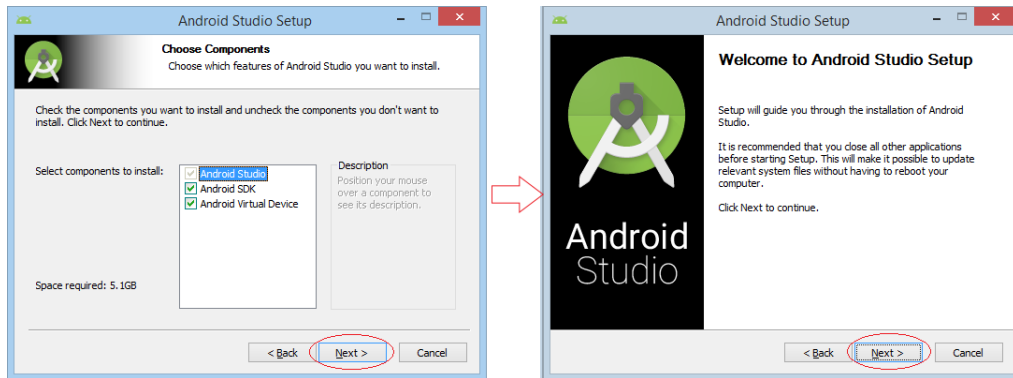 Android Studio Setup
Choose Components
Choose which features of Android Studio you want to install.
Check the components you want to install and uncheck the components you don't want to
install. Click Next to continue.
Select components to install:
Android Studio
Android SDK
Android Virtual Device
Description
Position your mouse
over a component to
see its description.
Space required: 5.1GB
< Back
Next >
Cancel
Android Studio Setup
Welcome to Android Studio Setup
Setup will guide you through the installation of Android
Studio.
It is recommended that you close all other applications
before starting Setup. This will make it possible to update
relevant system files without having to reboot your
computer.
Click Next to continue.
Android
Studio
< Back
Next >
Cancel